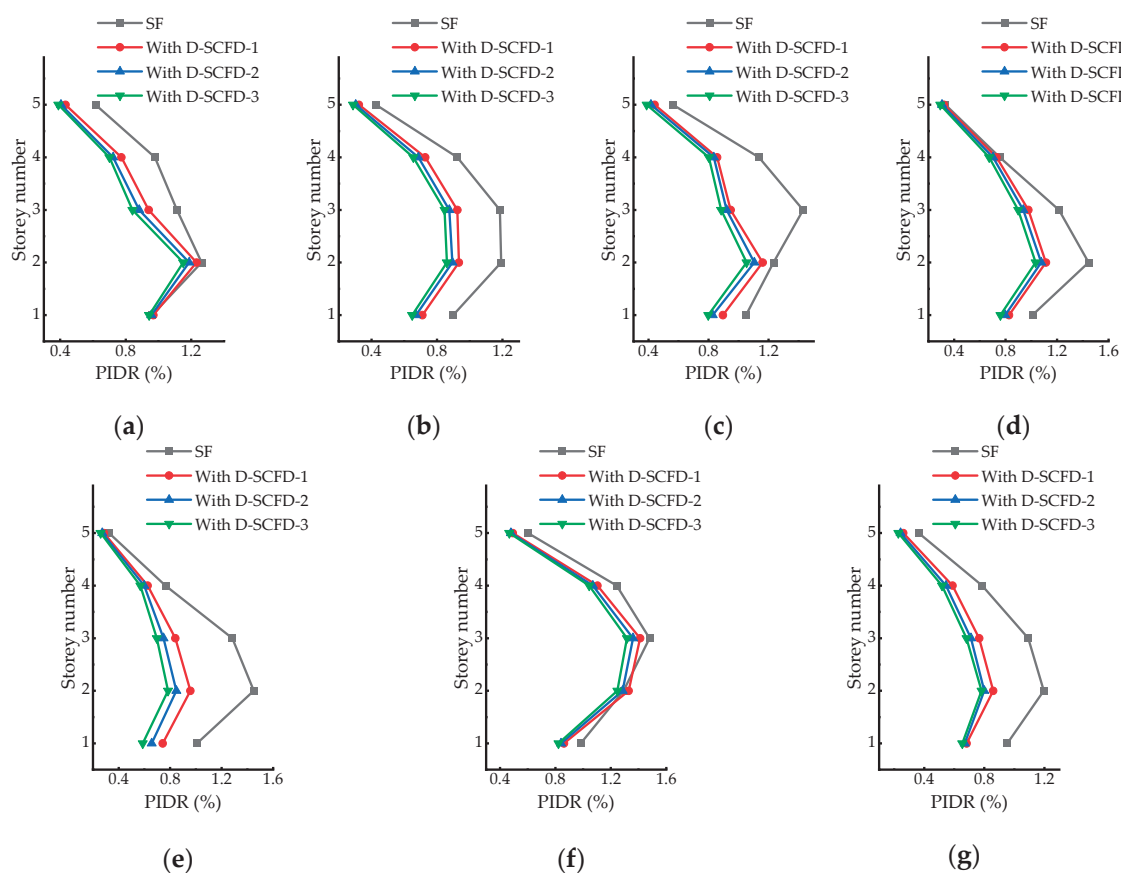 SF
With D-SCFD-1
With D-SCFD-2
With D-SCFD-3
5
4
3
2
1
Storey number
0.4 0.8 1.2
PIDR (%)
(a)
SF
With D-SCFD-1
With D-SCFD-2
With D-SCFD-3
5
4
3
2
1
Storey number
0.4 0.8 1.2
PIDR (%)
(b)
SF
With D-SCFD-1
With D-SCFD-2
With D-SCFD-3
5
4
3
2
1
Storey number
0.4 0.8 1.2
PIDR (%)
(c)
SF
With D-SCFD
With D-SCFD
With D-SCFD
5
4
3
2
1
Storey number
0.4 0.8 1.2 1.6
PIDR (%)
(d)
SF
With D-SCFD-1
With D-SCFD-2
With D-SCFD-3
5
4
3
2
1
Storey number
0.4 0.8 1.2 1.6
PIDR (%)
(e)
SF
With D-SCFD-1
With D-SCFD-2
With D-SCFD-3
5
4
3
2
1
Storey number
0.4 0.8 1.2 1.6
PIDR (%)
(f)
SF
With D-SCFD-1
With D-SCFD-2
With D-SCFD-3
5
4
3
2
1
Storey number
0.4 0.8 1.2
PIDR (%)
(g)